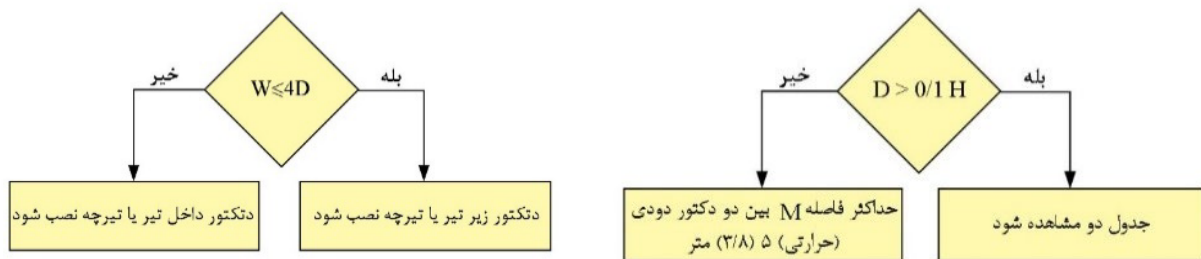 W≤4D
خیر
بله
دتکتور داخل تیر یا تیرچه نصب شود
دتکتور زیر تیر یا تیرچه نصب شود
D > 0/1 H
خیر
بله
حداکثر فاصله M بین دو دکتور دودی
(حرارتی) ۵ (۳/۸) متر
جدول دو مشاهده شود